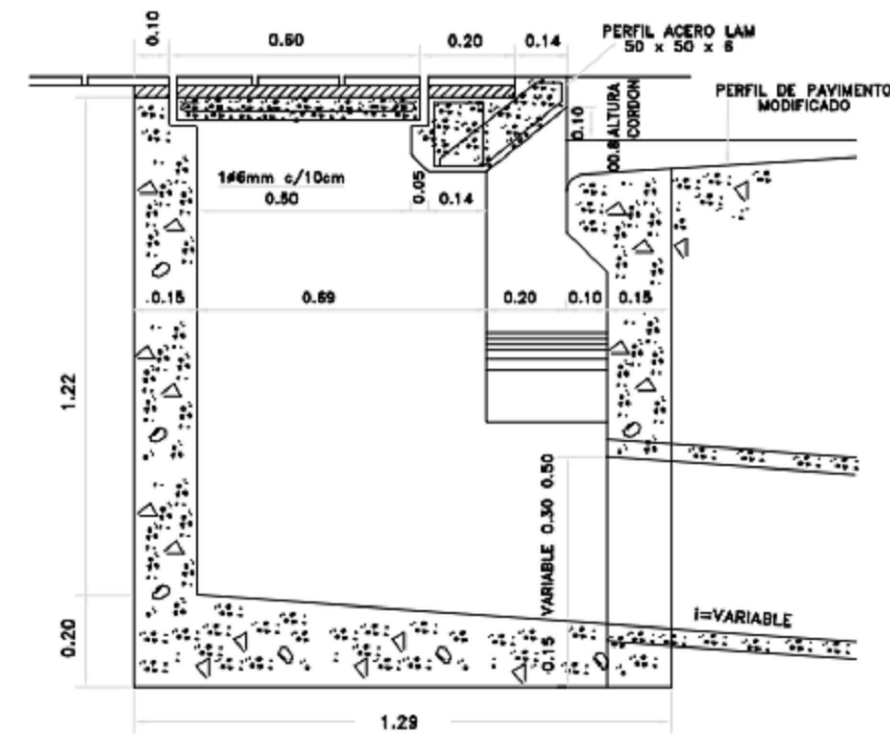 PERFIL ACERO LAM
50 x 50 x 6
0.10
0.60
0.20
0.14
PERFIL DE PAVIMENTO
MODIFICADO
0.10
ALTURA
CORDON
1ø6mm c/10cm
0.50
0.05
0.14
0.15
0.69
0.20
0.10
0.15
1.22
VARIABLE 0.30 0.50
0.20
0.15
i=VARIABLE
1.29